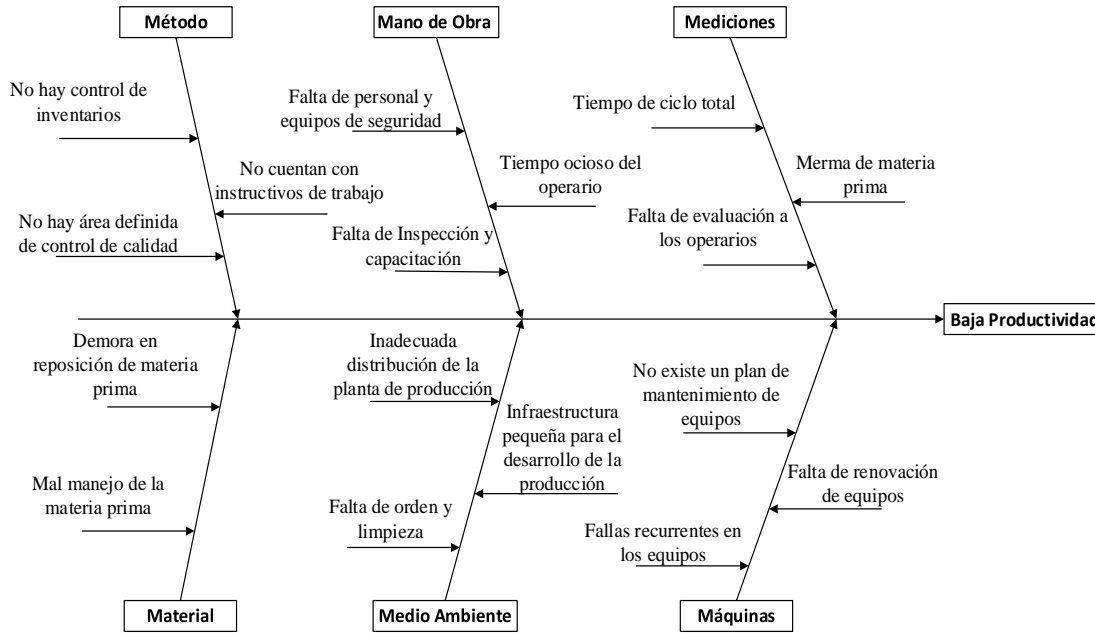 Método
Mano de Obra
Mediciones
No hay control de
inventarios
No cuentan con
instructivos de trabajo
No hay área definida
de control de calidad
Falta de personal y
equipos de seguridad
Tiempo ocioso del
operario
Falta de Inspección y
capacitación
Tiempo de ciclo total
Merma de materia
prima
Falta de evaluación a
los operarios
Baja Productividad
Demora en
reposición de materia
prima
Mal manejo de la
materia prima
Inadecuada
distribución de la
planta de producción
Infraestructura
pequeña para el
desarrollo de la
producción
Falta de orden y
limpieza
No existe un plan de
mantenimiento de
equipos
Falta de renovación
de equipos
Fallas recurrentes en
los equipos
Material
Medio Ambiente
Máquinas